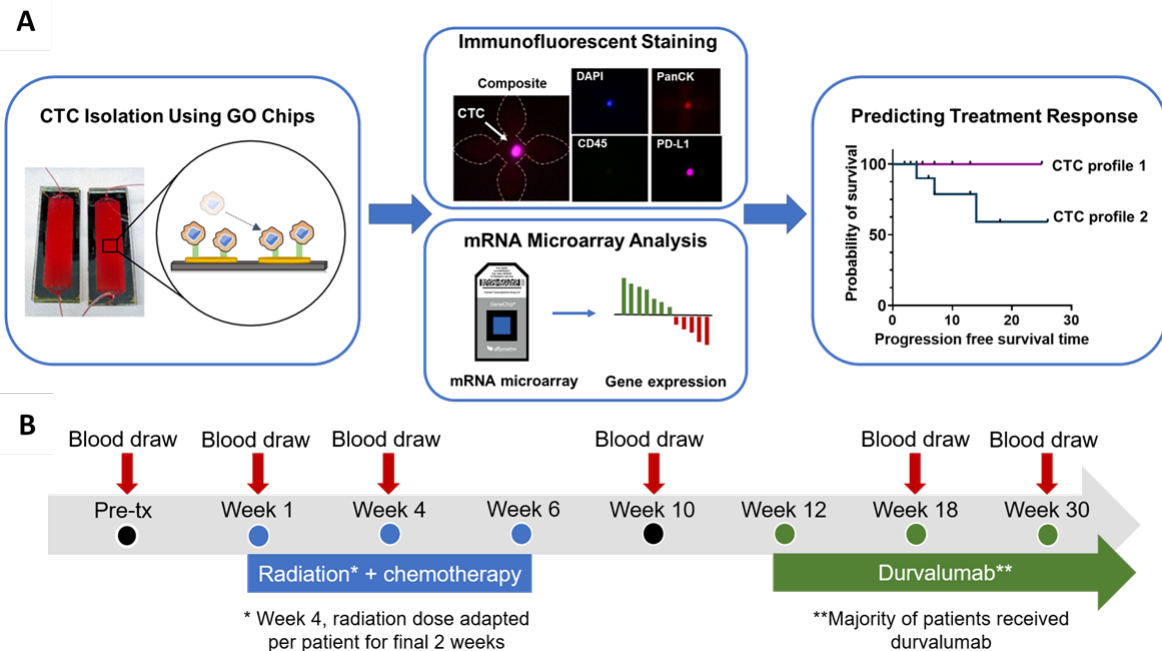 A
CTC Isolation Using GO Chips
Immunofluorescent Staining
Composite
CTC
DAPI
PanCK
CD45
PD-L1
mRNA Microarray Analysis
GeneChip®
affymetrix
mRNA microarray
Gene expression
Predicting Treatment Response
Probability of survival
100
50
0
0
10
20
30
CTC profile 1
CTC profile 2
Progression free survival time
B
Blood draw
Blood draw
Blood draw
Blood draw
Blood draw
Blood draw
Pre-tx
Week 1
Week 4
Week 6
Week 10
Week 12
Week 18
Week 30
Radiation* + chemotherapy
Durvalumab**
* Week 4, radiation dose adapted
per patient for final 2 weeks
**Majority of patients received
durvalumab